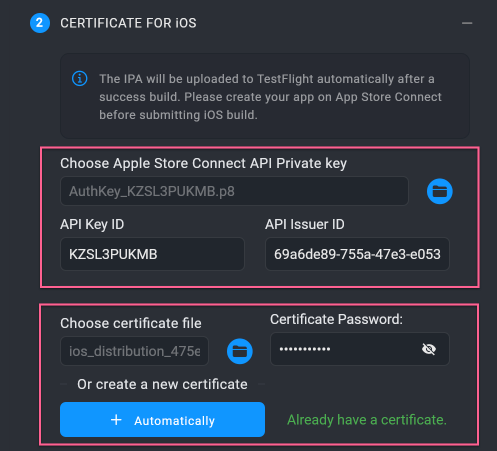 2 CERTIFICATE FOR iOS
The IPA will be uploaded to TestFlight automatically after a
success build. Please create your app on App Store Connect
before submitting iOS build.
Choose Apple Store Connect API Private key
AuthKey_KZSL3PUKMB.p8
API Key ID API Issuer ID
KZSL3PUKMB 69a6de89-755a-47e3-e053
Choose certificate file Certificate Password:
ios_distribution_475e •••••••••••
Or create a new certificate
+ Automatically Already have a certificate.